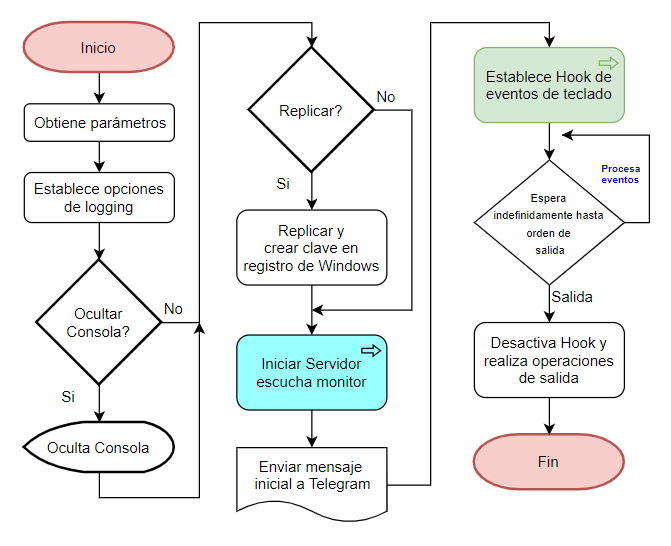 Inicio
Obtiene parámetros
Establece opciones
de logging
Ocultar
Consola?
No
Si
Oculta Consola
Replicar?
No
Si
Replicar y
crear clave en
registro de Windows
Iniciar Servidor
escucha monitor
Enviar mensaje
inicial a Telegram
Establece Hook de
eventos de teclado
Procesa
eventos
Espera
indefinidamente hasta
orden de
salida
Salida
Desactiva Hook y
realiza operaciones
de salida
Fin